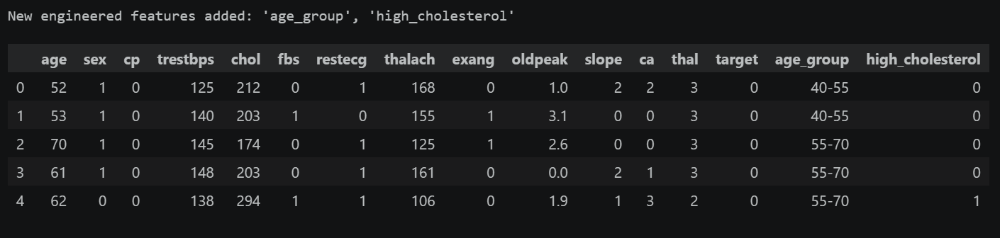 New engineered features added: 'age_group', 'high_cholesterol'
age sex cp trestbps chol fbs restecg thalach exang oldpeak slope ca thal target age_group high_cholesterol
0 52 1 0 125 212 0 1 168 0 1.0 2 2 3 0 40-55 0
1 53 1 0 140 203 1 0 155 1 3.1 0 0 3 0 40-55 0
2 70 1 0 145 174 0 1 125 1 2.6 0 0 3 0 55-70 0
3 61 1 0 148 203 0 1 161 0 0.0 2 1 3 0 55-70 0
4 62 0 0 138 294 1 1 106 0 1.9 1 3 2 0 55-70 1